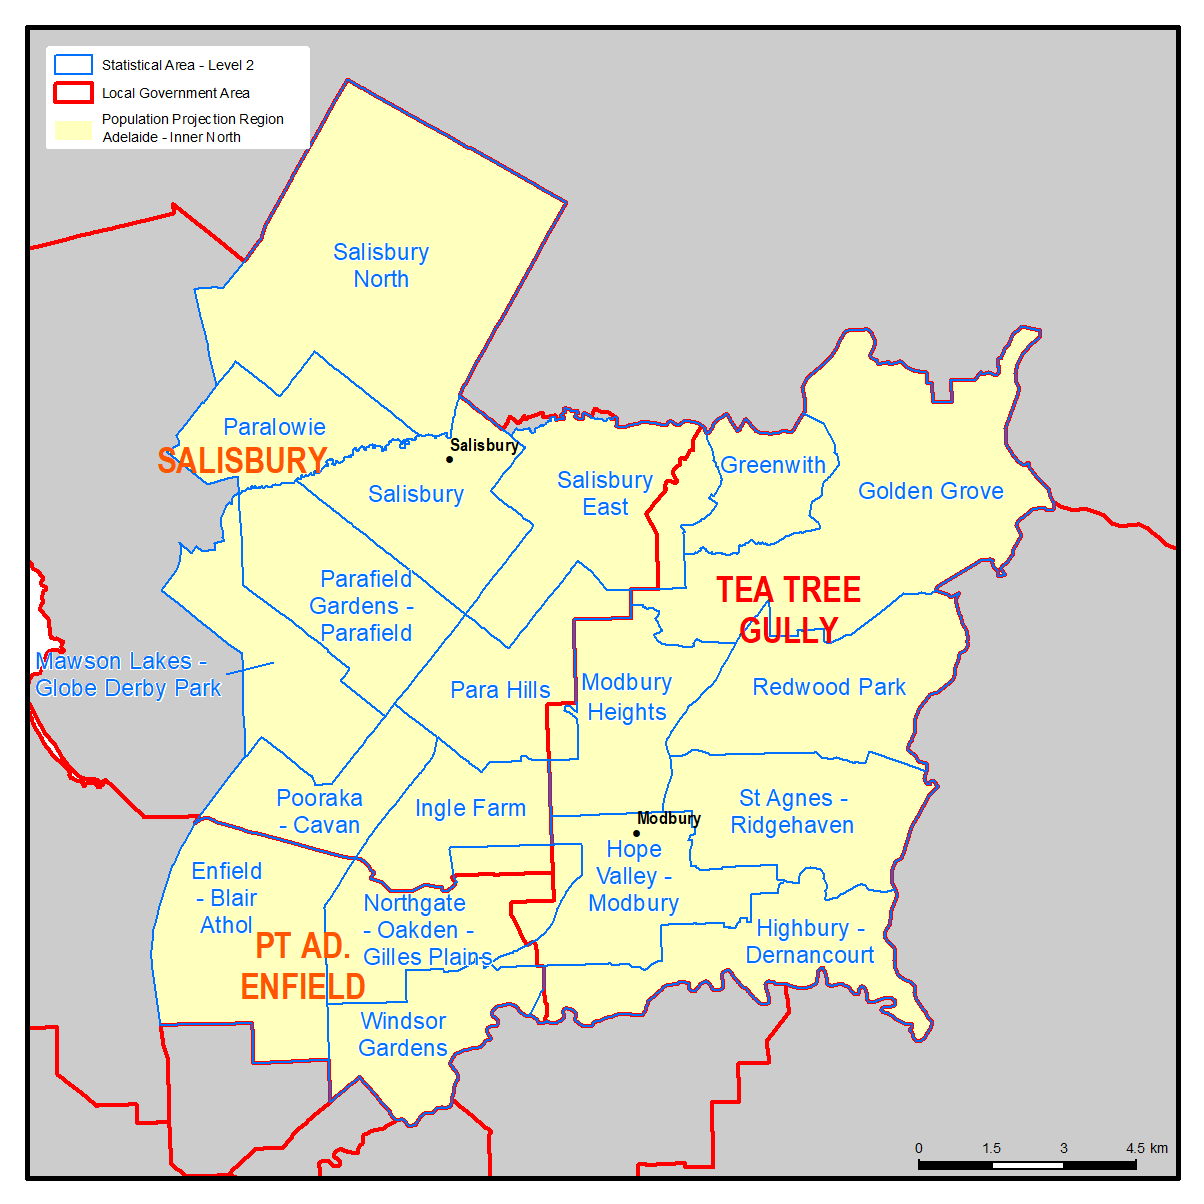 Statistical Area - Level 2
Local Government Area
Population Projection Region
Adelaide - Inner North
Salisbury
North
Paralowie
SALISBURY
Salisbury
Salisbury
Salisbury
East
Greenwith
Golden Grove
Parafield
Gardens -
Parafield
TEA TREE
GULLY
Mawson Lakes -
Globe Derby Park
Para Hills
Modbury
Heights
Redwood Park
Pooraka
- Cavan
Ingle Farm
St Agnes -
Ridgehaven
Modbury
Hope
Valley -
Modbury
Enfield
- Blair
Athol
Northgate
- Oakden -
Gilles Plains
PT AD.
ENFIELD
Highbury -
Dernancourt
Windsor
Gardens
0 1.5 3 4.5 km